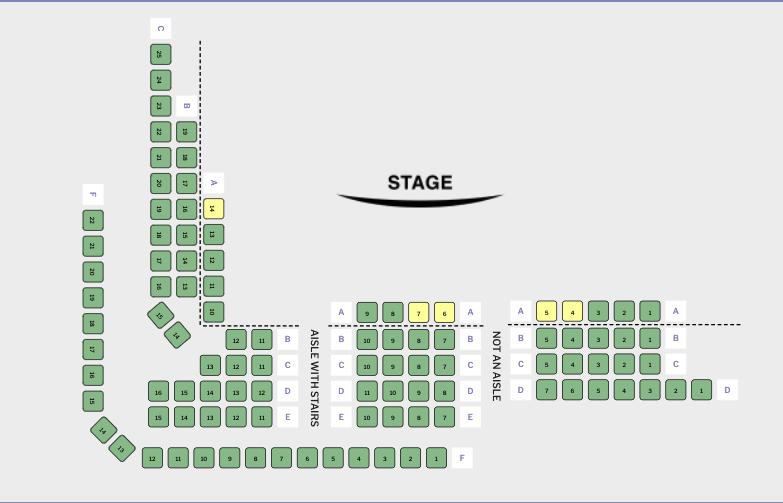 F 22 21 20 19 18 17 16 15 14 13
C 25 24 23 22 21 20 19 18 17 16 15 14
B 19 18 17 16 15 14 13
A 14 13 12 11 10
STAGE
12 11 B
13 12 11 C
16 15 14 13 12 D
15 14 13 12 11 E
AISLE WITH STAIRS
A 9 8 7 6 A
B 10 9 8 7 B
C 10 9 8 7 C
D 11 10 9 8 D
E 10 9 8 7 E
NOT AN AISLE
A 5 4 3 2 1 A
B 5 4 3 2 1 B
C 5 4 3 2 1 C
D 7 6 5 4 3 2 1 D
12 11 10 9 8 7 6 5 4 3 2 1 F